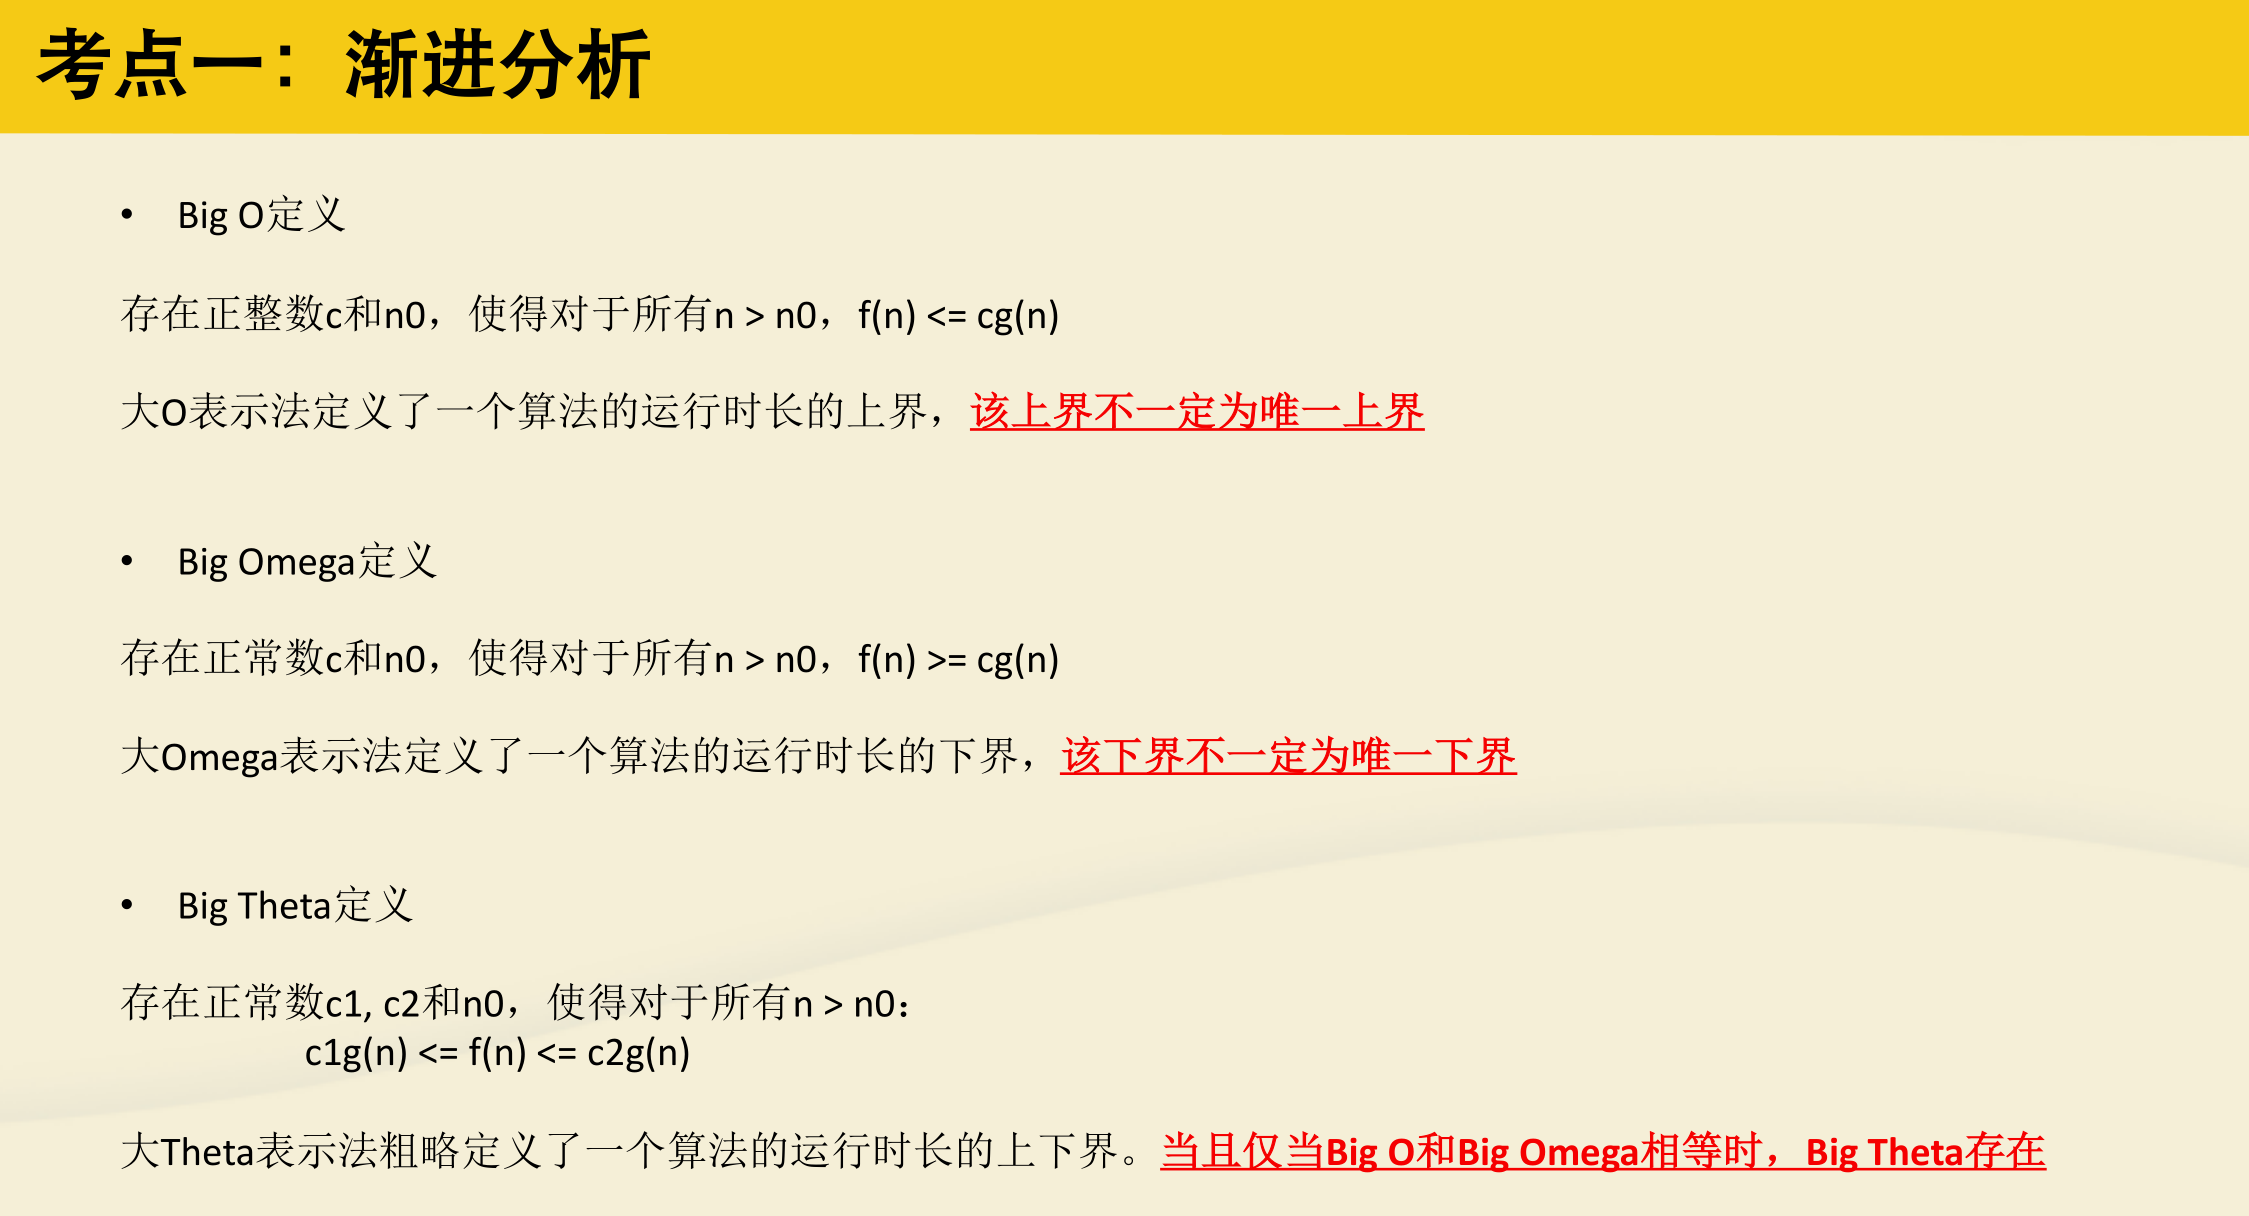 考点一：渐进分析
• Big O定义
存在正整数c和n0，使得对于所有n > n0，f(n) <= cg(n)
大O表示法定义了一个算法的运行时长的上界，该上界不一定为唯一上界
• Big Omega定义
存在正常数c和n0，使得对于所有n > n0，f(n) >= cg(n)
大Omega表示法定义了一个算法的运行时长的下界，该下界不一定为唯一下界
• Big Theta定义
存在正常数c1, c2和n0，使得对于所有n > n0：
c1g(n) <= f(n) <= c2g(n)
大Theta表示法粗略定义了一个算法的运行时长的上下界。当且仅当Big O和Big Omega相等时，Big Theta存在